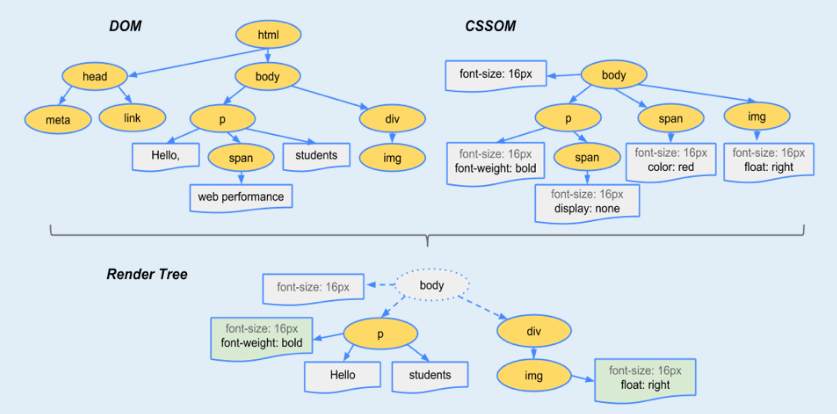 DOM
CSSOM
html
head
body
meta
link
p
div
Hello,
span
students
img
web performance
font-size: 16px
body
p
span
img
font-size: 16px
font-weight: bold
span
font-size: 16px
color: red
font-size: 16px
float: right
font-size: 16px
display: none
Render Tree
font-size: 16px
body
font-size: 16px
font-weight: bold
p
div
Hello
students
img
font-size: 16px
float: right